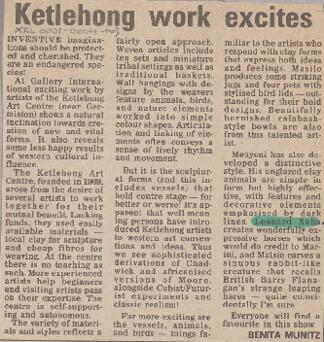 Ketlehong work excites
INVENTIVE imagina-
tions should be protect-
ed and cherished. They
are an endangered spe-
cies!
At Gallery Interna-
tional exciting work by
artists of the Ketlehong
Art Centre (near Ger-
miston) shows a natural
inclination towards cre-
ation of new and vital
forms. It also reveals
some less happy results
of western cultural in-
fluence.
The Ketlehong Art
Centre, founded in 1969,
arose from the desire of
several artists to work
together for their mutual
benefit. Lacking funds,
they used easily
available materials —
local clay for sculpture
and cheap fibres for
weaving. At the centre
there is no teaching as
such. More experienced
artists help beginners
and visiting artists pass
on their expertise. The
centre is self-support-
ing and autonomous.
The variety of materi-
als and styles reflects a
fairly open approach.
Woven articles include
tea sets and miniature
tribal settings as well as
traditional baskets.
Wall hangings with de-
signs by the weavers
feature animals, birds,
and nature elements
worked into simple
colour shapes. Articula-
tion and linking of ele-
ments often conveys a
sense of lively rhythm
and movement.
But it is the sculptur-
al forms (and this in-
cludes vessels) that
hold centre stage — for
better or worse! It's ap-
parent that well mean-
ing persons have intro-
duced Ketlehong artists
to western art conven-
tions and ideas. Thus
we see sophisticated
derivations of Chad-
wick and africanised
versions of Moore,
alongside Cubist/Futur-
ist experiments and
classic realism!
Far more exciting are
the vessels, animals,
and birds — things fa-
miliar to the artists who
respond with clay forms
that express both ideas
and feelings. Masilo
produces some striking
jugs and four pots with
stylised bird lids — out-
standing for their bold
designs. Beautifully
burnished calabash-
style bowls are also
from this talented art-
ist.
has also de-
veloped a distinctive
style. His unglazed clay
animals are simple in
form but highly effec-
tive, with features and
decorative elements
emphasised by dark
lines. Leonard
creates wonderfully ex-
pressive horses which
would do credit to Mari-
ni, and Matsie carves a
sinuous rabbit-like
creature that recalls
British Barry Flana-
gan's strange leaping
hares — quite coinci-
dentally I'm sure.
Everyone will find a
favourite in this show
BENITA MUNITZ